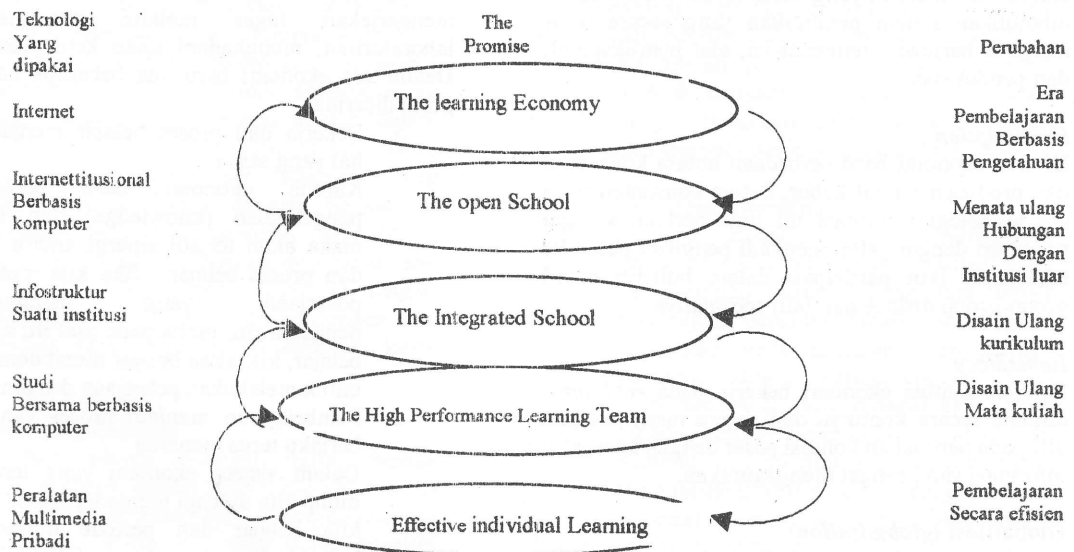 Teknologi
Yang
dipakai
The
Promise
Perubahan
Internet
The learning Economy
Era
Pembelajaran
Berbasis
Pengetahuan
Internettitusional
Berbasis
komputer
The open School
Menata ulang
Hubungan
Dengan
Institusi luar
Infostruktur
Suatu institusi
The Integrated School
Disain Ulang
kurikulum
Studi
Bersama berbasis
komputer
The High Performance Learning Team
Disain Ulang
Mata kuliah
Peralatan
Multimedia
Pribadi
Effective individual Learning
Pembelajaran
Secara efisien